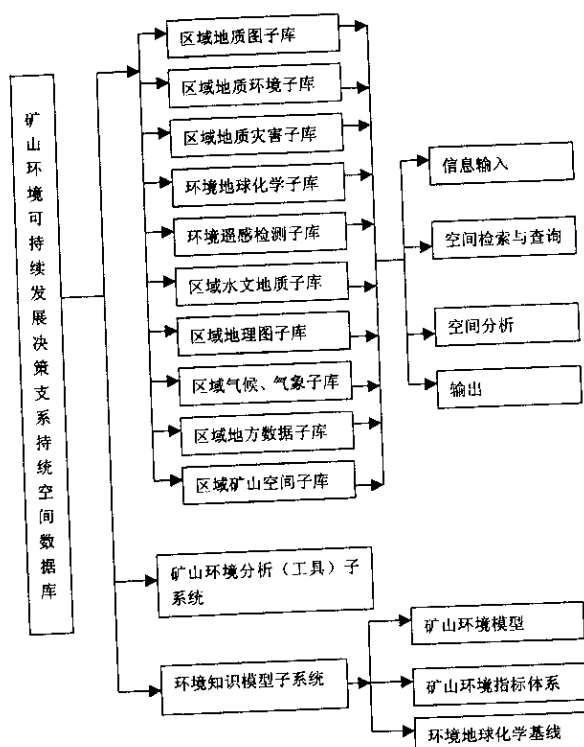 矿山环境可持续发展决策支系持统空间数据库
区域地质图子库
区域地质环境子库
区域地质灾害子库
环境地球化学子库
环境遥感检测子库
区域水文地质子库
区域地理图子库
区域气候、气象子库
区域地方数据子库
区域矿山空间子库
信息输入
空间检索与查询
空间分析
输出
矿山环境分析（工具）子
系统
环境知识模型子系统
矿山环境模型
矿山环境指标体系
环境地球化学基线